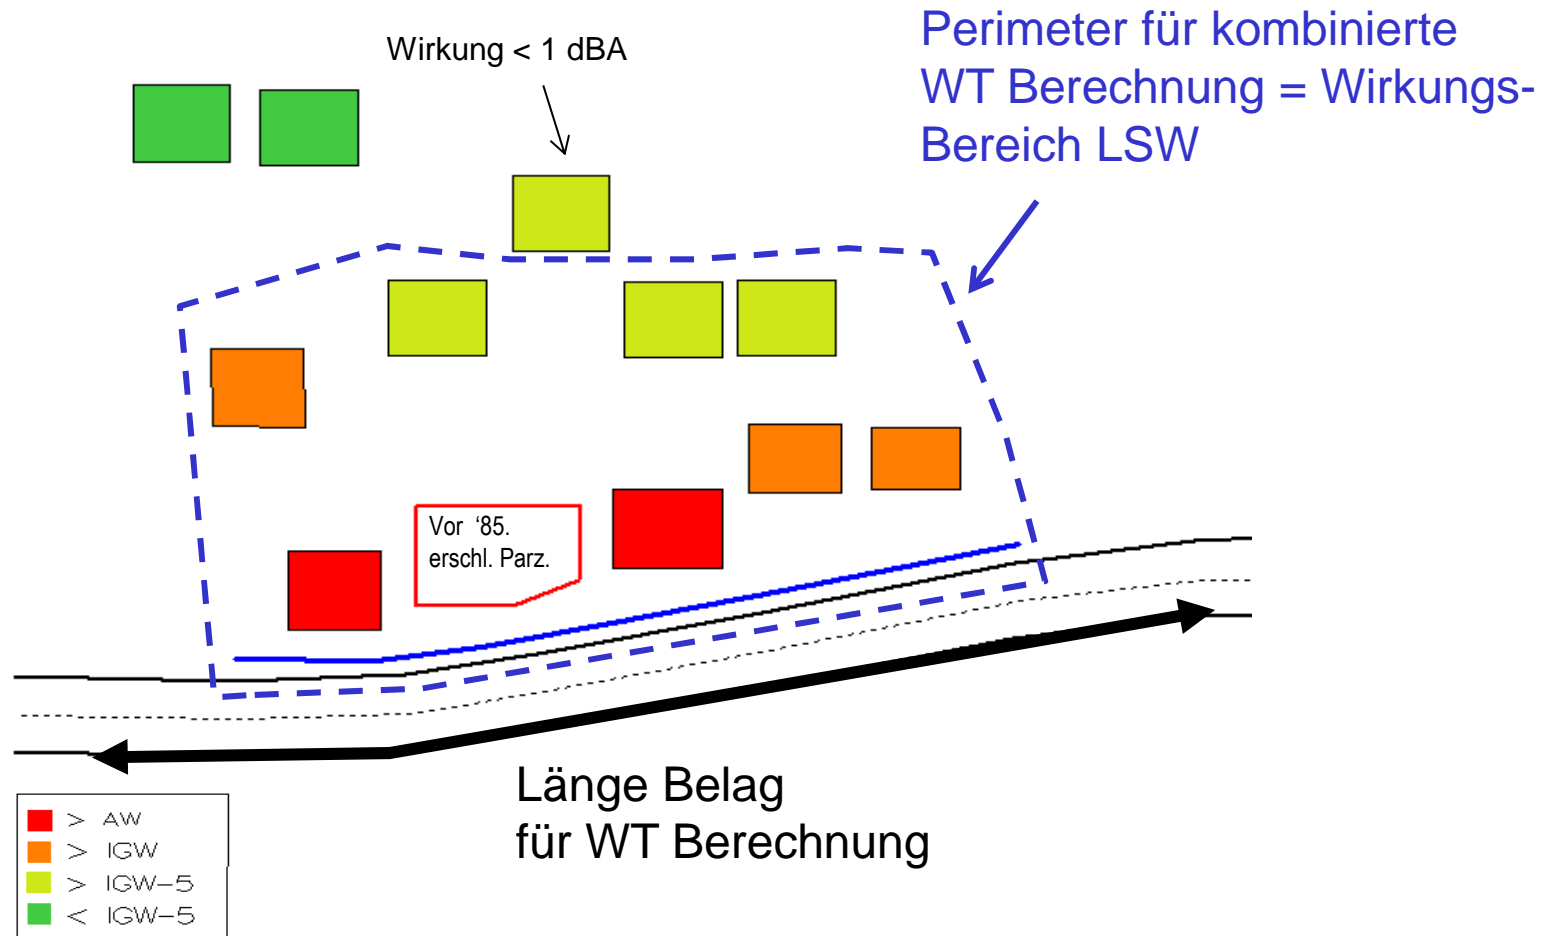 Perimeter für kombinierte
WT Berechnung = Wirkungs-
Bereich LSW
Wirkung < 1 dBA
Vor ‘85.
erschl. Parz.
Länge Belag
für WT Berechnung
> AW
> IGW
> IGW-5
< IGW-5